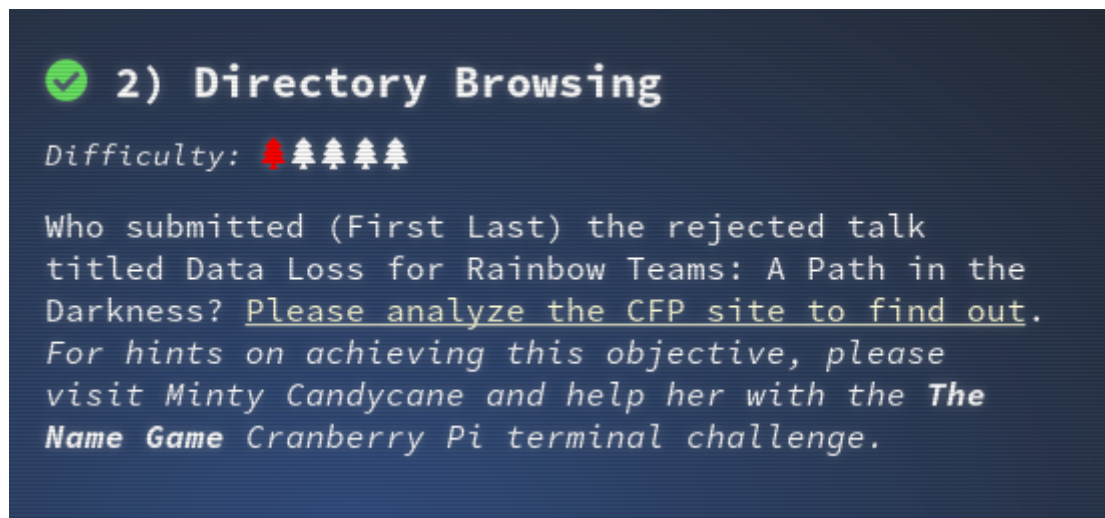 2) Directory Browsing
Difficulty:
Who submitted (First Last) the rejected talk
titled Data Loss for Rainbow Teams: A Path in the
Darkness? Please analyze the CFP site to find out.
For hints on achieving this objective, please
visit Minty Candycane and help her with the The
Name Game Cranberry Pi terminal challenge.